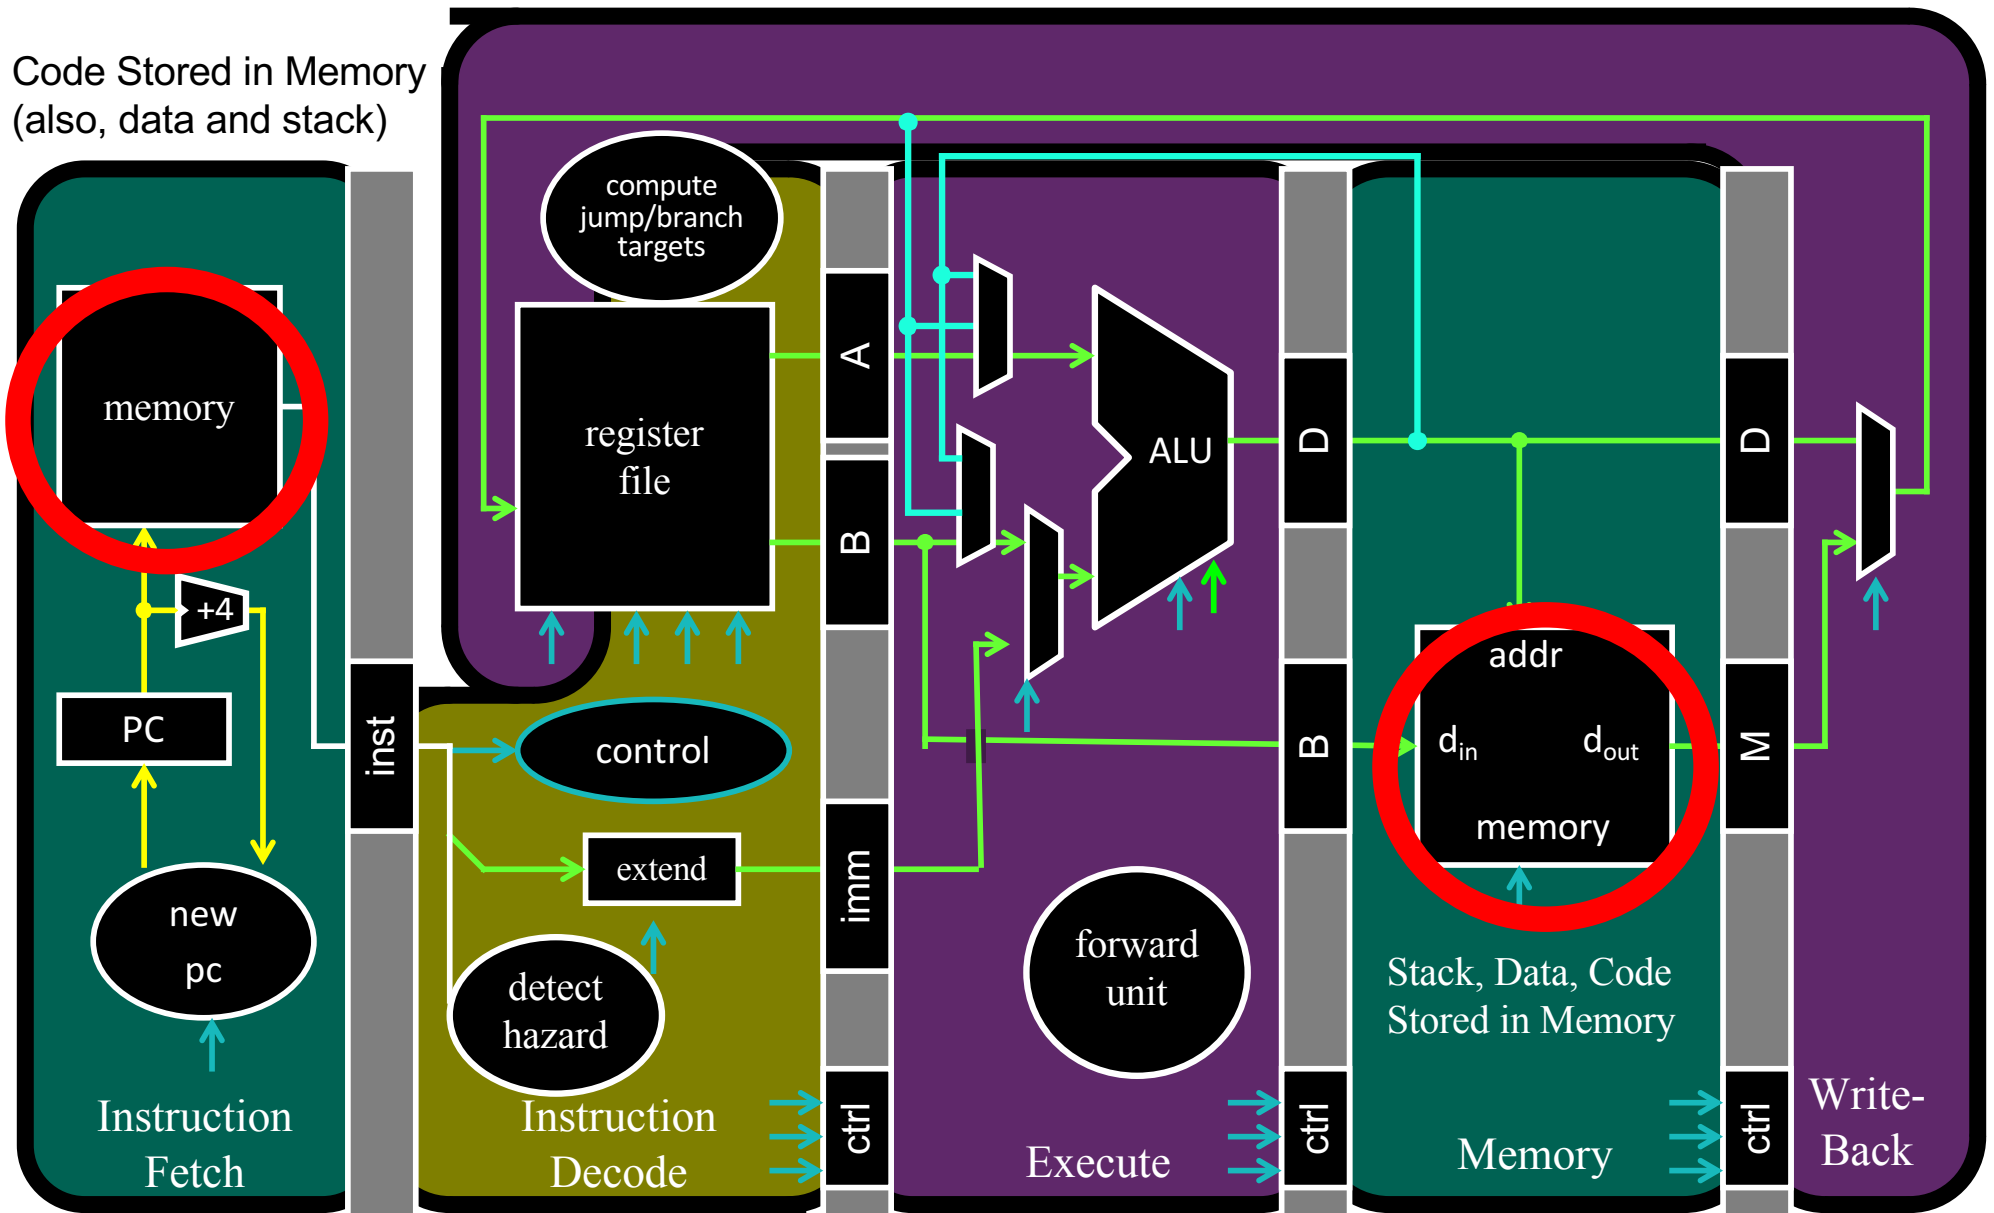 Code Stored in Memory
(also, data and stack)
compute
jump/branch
targets
memory
register
file
A
B
ALU
D
D
+4
PC
inst
control
addr
d_in
d_out
memory
B
M
extend
imm
new
pc
detect
hazard
forward
unit
Stack, Data, Code
Stored in Memory
Instruction
Fetch
Instruction
Decode
ctrl
Execute
ctrl
Memory
ctrl
Write-
Back